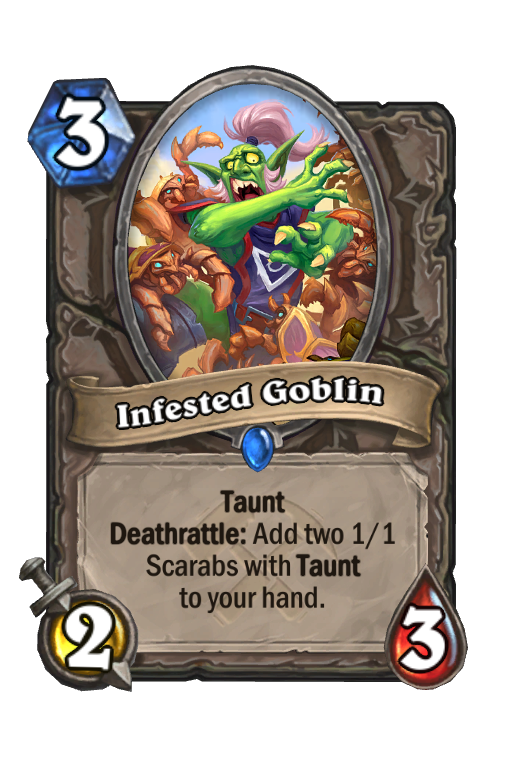 3
Infested Goblin
Taunt
Deathrattle: Add two 1/1
Scarabs with Taunt
to your hand.
2
3